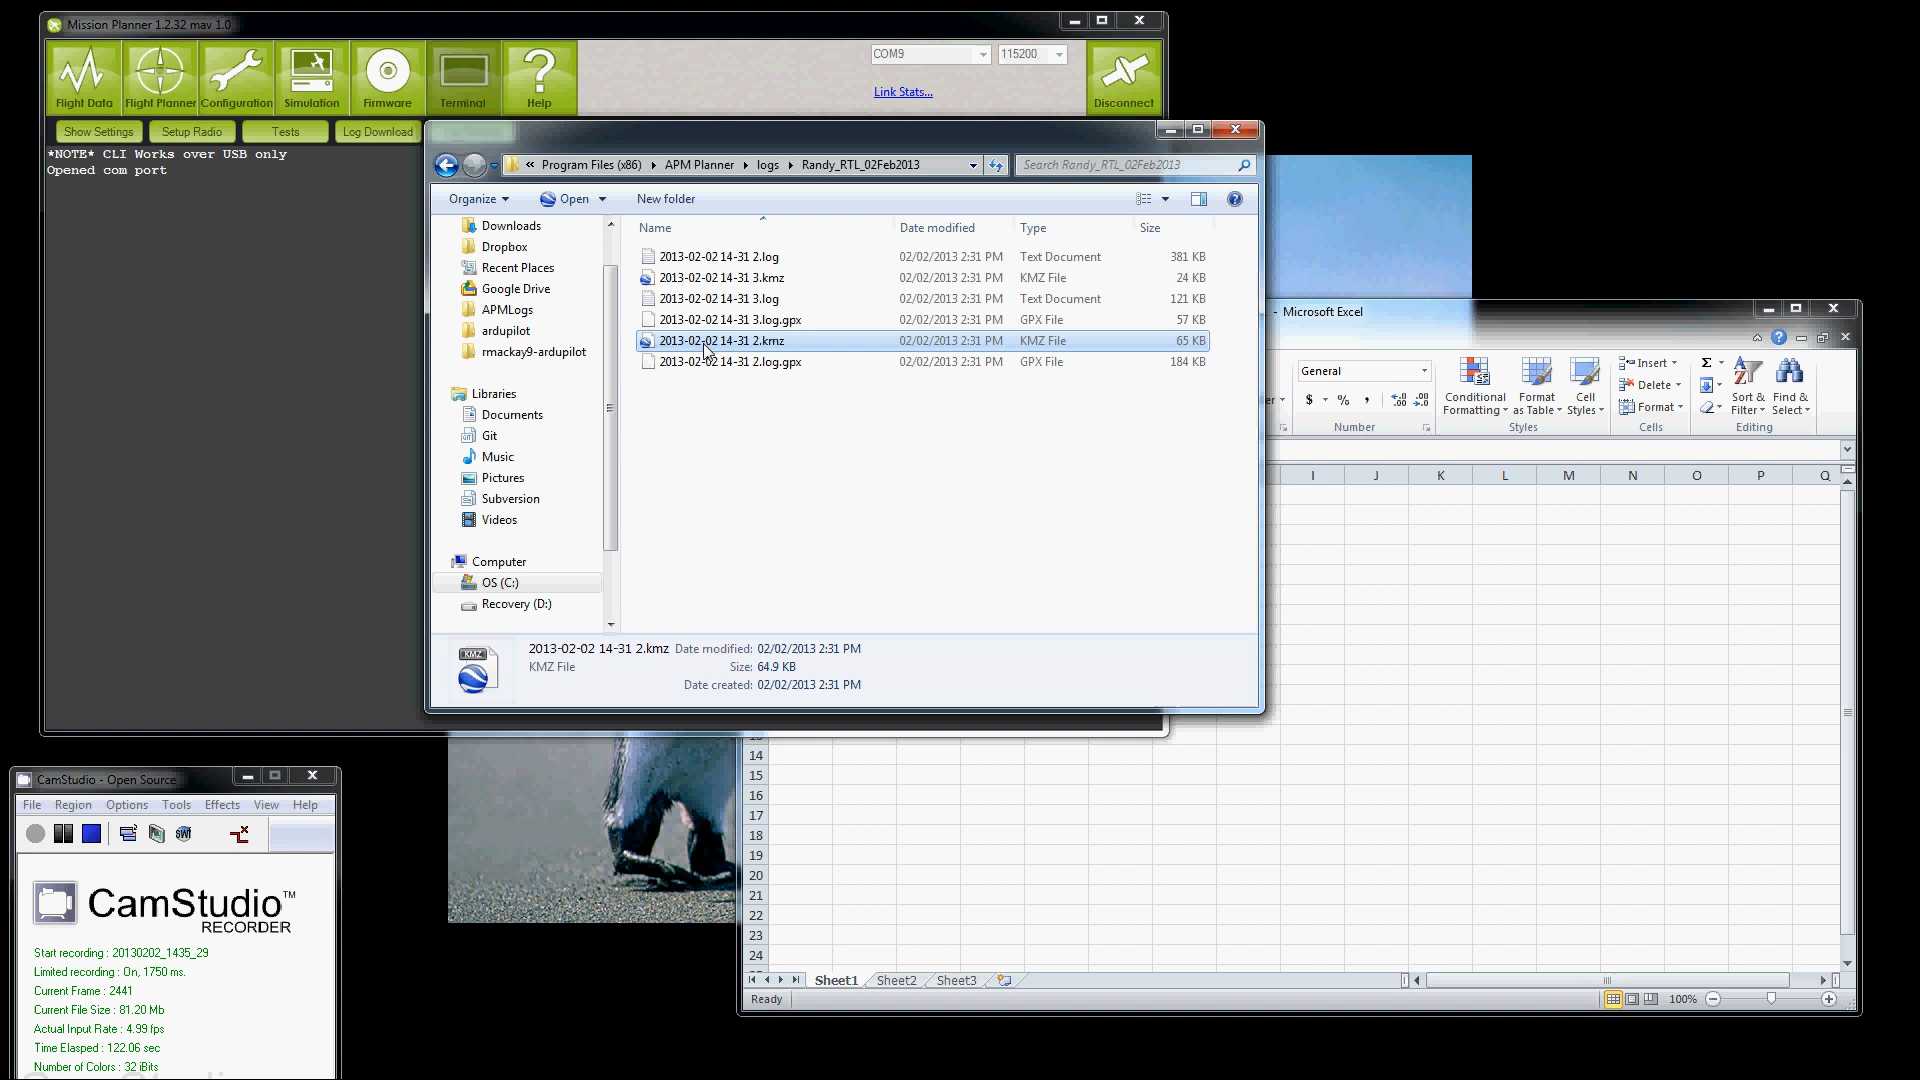 Mission Planner 1.2.32 mav 1.0
Flight Data
Flight Planner
Configuration
Simulation
Firmware
Terminal
Help
COM9
115200
Link Stats...
Disconnect
Show Settings
Setup Radio
Tests
Log Download
*NOTE* CLI Works over USB only
Opened com port
« Program Files (x86) APM Planner logs Randy_RTL_02Feb2013
Search Randy_RTL_02Feb2013
Organize
Open
New folder
Downloads
Dropbox
Recent Places
Google Drive
APMLogs
ardupilot
rmackay9-ardupilot
Libraries
Documents
Git
Music
Pictures
Subversion
Videos
Computer
OS (C:)
Recovery (D:)
Name Date modified Type Size
2013-02-02 14-31 2.log 02/02/2013 2:31 PM Text Document 381 KB
2013-02-02 14-31 3.kmz 02/02/2013 2:31 PM KMZ File 24 KB
2013-02-02 14-31 3.log 02/02/2013 2:31 PM Text Document 121 KB
2013-02-02 14-31 3.log.gpx 02/02/2013 2:31 PM GPX File 57 KB
2013-02-02 14-31 2.kmz 02/02/2013 2:31 PM KMZ File 65 KB
2013-02-02 14-31 2.log.gpx 02/02/2013 2:31 PM GPX File 184 KB
KMZ
2013-02-02 14-31 2.kmz Date modified: 02/02/2013 2:31 PM
KMZ File Size: 64.9 KB
Date created: 02/02/2013 2:31 PM
- Microsoft Excel
General
$ % ,
Number
Conditional Formatting
Format as Table
Cell Styles
Styles
Insert
Delete
Format
Cells
Σ
Sort & Filter
Find & Select
Editing
I J K L M N O P Q
14
15
16
17
18
19
20
21
22
23
24
Sheet1 Sheet2 Sheet3
Ready
100%
CamStudio - Open Source
File Region Options Tools Effects View Help
SWF
CamStudio™
RECORDER
Start recording : 20130202_1435_29
Limited recording : On, 1750 ms.
Current Frame : 2441
Current File Size : 81.20 Mb
Actual Input Rate : 4.99 fps
Time Elasped : 122.06 sec
Number of Colors : 32 iBits